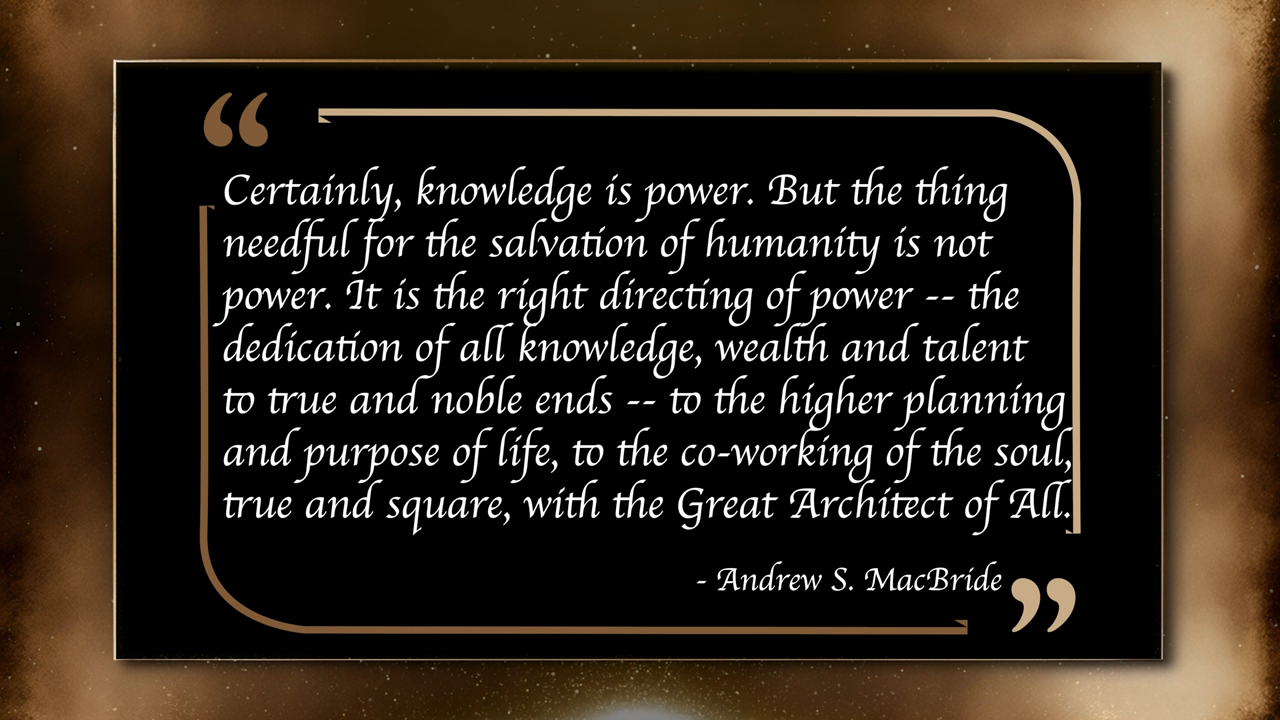 “
Certainly, knowledge is power. But the thing
needful for the salvation of humanity is not
power. It is the right directing of power -- the
dedication of all knowledge, wealth and talent
to true and noble ends -- to the higher planning
and purpose of life, to the co-working of the soul,
true and square, with the Great Architect of All.
- Andrew S. MacBride
”